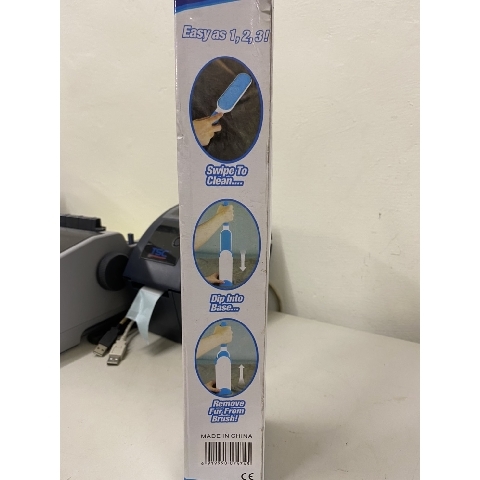 Easy as 1, 2, 3!
Swipe To
Clean....
Dip Into
Base...
Remove
Fur From
Brush!
MADE IN CHINA
CE